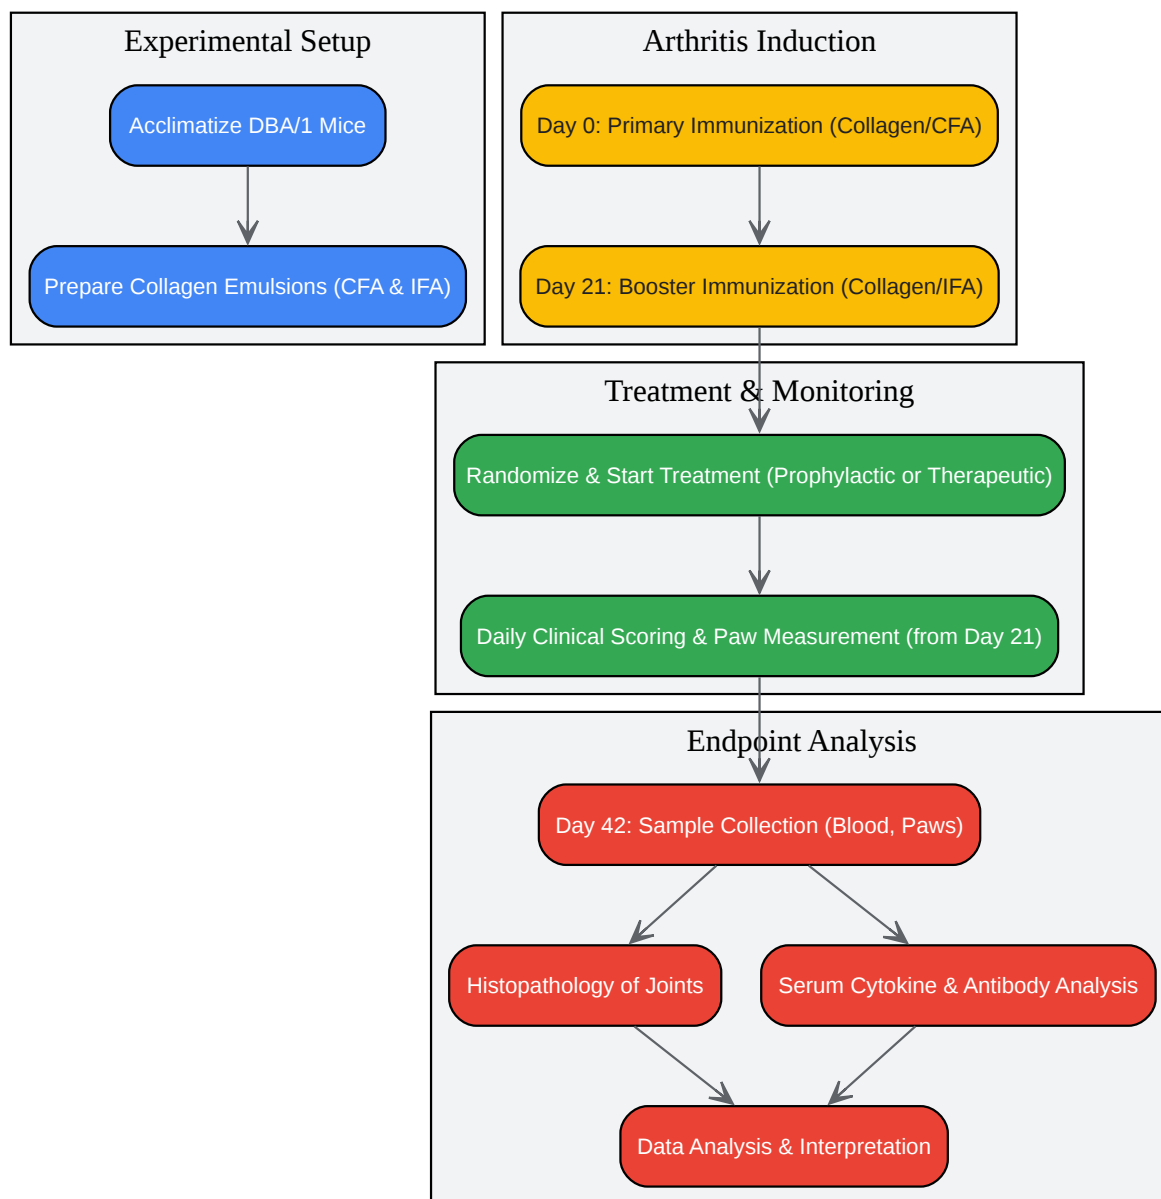 Experimental Setup
Acclimatize DBA/1 Mice
Prepare Collagen Emulsions (CFA & IFA)
Arthritis Induction
Day 0: Primary Immunization (Collagen/CFA)
Day 21: Booster Immunization (Collagen/IFA)
Treatment & Monitoring
Randomize & Start Treatment (Prophylactic or Therapeutic)
Daily Clinical Scoring & Paw Measurement (from Day 21)
Endpoint Analysis
Day 42: Sample Collection (Blood, Paws)
Histopathology of Joints
Serum Cytokine & Antibody Analysis
Data Analysis & Interpretation